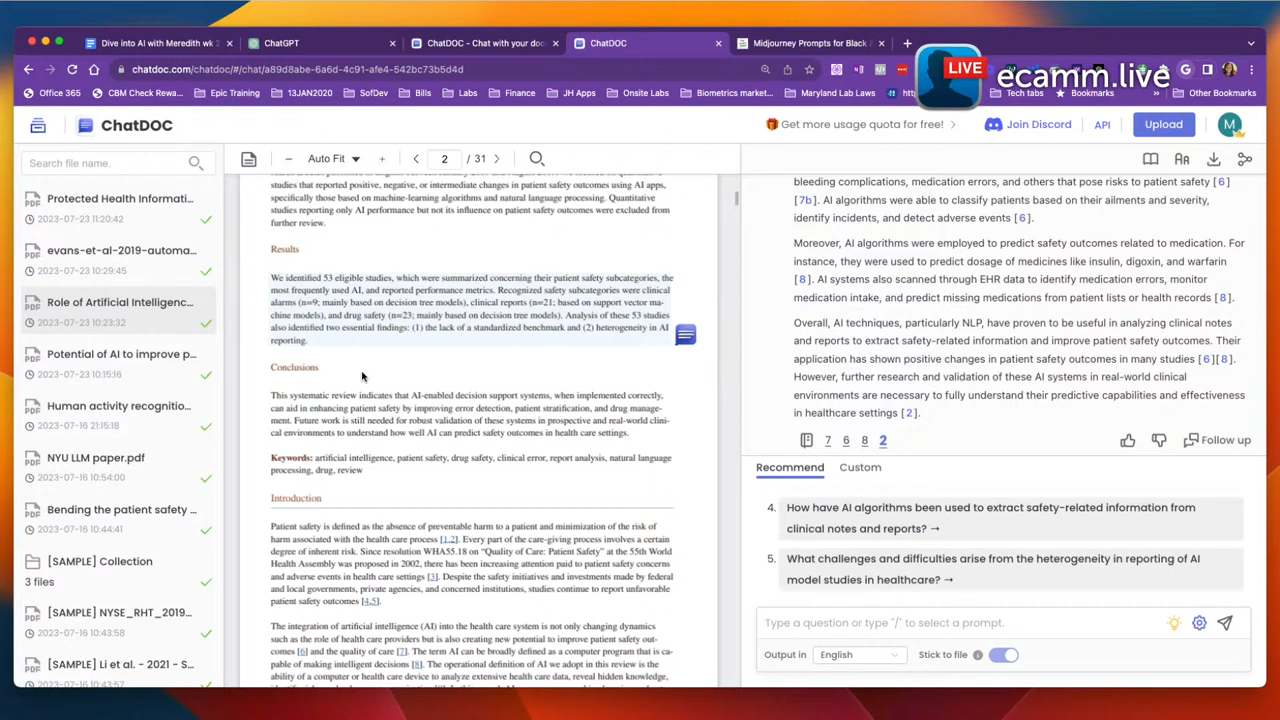 Dive into AI with Meredith wk 2
ChatGPT
ChatDOC - Chat with your doc
ChatDOC
Midjourney Prompts for Black
LIVE
ecamm.live
chatdoc.com/chatdoc/#/chat/a89d8abe-6a6d-4c91-afe4-542bc73b5d4d
Office 365
CBM Check Rewa...
Epic Training
13JAN2020
SofDev
Bills
Labs
Finance
JH Apps
Onsite Labs
Biometrics market...
Maryland Lab Laws
Tech tabs
Bookmarks
Other Bookmarks
ChatDOC
Get more usage quota for free!
Join Discord
API
Upload
M
Search file name.
Protected Health Informati...
2023-07-23 11:20:42
evans-et-al-2019-automa...
2023-07-23 10:29:45
Role of Artificial Intelligenc...
2023-07-23 10:23:32
Potential of AI to improve p...
2023-07-23 10:15:16
Human activity recognitio...
2023-07-16 21:15:18
NYU LLM paper.pdf
2023-07-16 10:54:00
Bending the patient safety ...
2023-07-16 10:44:41
[SAMPLE] Collection
3 files
[SAMPLE] NYSE_RHT_2019...
2023-07-16 10:43:58
[SAMPLE] Li et al. - 2021 - S...
2023-07-16 10:43:57
Auto Fit
2 / 31
studies that reported positive, negative, or intermediate changes in patient safety outcomes using AI apps,
specifically those based on machine-learning algorithms and natural language processing. Quantitative
studies reporting only AI performance but not its influence on patient safety outcomes were excluded from
further review.
Results
We identified 53 eligible studies, which were summarized concerning their patient safety subcategories, the
most frequently used AI, and reported performance metrics. Recognized safety subcategories were clinical
alarms (n=9; mainly based on decision tree models), clinical reports (n=21; based on support vector ma-
chine models), and drug safety (n=23; mainly based on decision tree models). Analysis of these 53 studies
also identified two essential findings: (1) the lack of a standardized benchmark and (2) heterogeneity in AI
reporting.
Conclusions
This systematic review indicates that AI-enabled decision support systems, when implemented correctly,
can aid in enhancing patient safety by improving error detection, patient stratification, and drug manage-
ment. Future work is still needed for robust validation of these systems in prospective and real-world clini-
cal environments to understand how well AI can predict safety outcomes in health care settings.
Keywords: artificial intelligence, patient safety, drug safety, clinical error, report analysis, natural language
processing, drug, review
Introduction
Patient safety is defined as the absence of preventable harm to a patient and minimization of the risk of
harm associated with the health care process [1,2]. Every part of the care-giving process involves a certain
degree of inherent risk. Since resolution WHA55.18 on “Quality of Care: Patient Safety” at the 55th World
Health Assembly was proposed in 2002, there has been increasing attention paid to patient safety concerns
and adverse events in health care settings [3]. Despite the safety initiatives and investments made by federal
and local governments, private agencies, and concerned institutions, studies continue to report unfavorable
patient safety outcomes [4,5].
The integration of artificial intelligence (AI) into the health care system is not only changing dynamics
such as the role of health care providers but is also creating new potential to improve patient safety out-
comes [6] and the quality of care [7]. The term AI can be broadly defined as a computer program that is ca-
pable of making intelligent decisions [8]. The operational definition of AI we adopt in this review is the
ability of a computer or health care device to analyze extensive health care data, reveal hidden knowledge,
bleeding complications, medication errors, and others that pose risks to patient safety [6]
[7b]. AI algorithms were able to classify patients based on their ailments and severity,
identify incidents, and detect adverse events [6].
Moreover, AI algorithms were employed to predict safety outcomes related to medication. For
instance, they were used to predict dosage of medicines like insulin, digoxin, and warfarin
[8]. AI systems also scanned through EHR data to identify medication errors, monitor
medication intake, and predict missing medications from patient lists or health records [8].
Overall, AI techniques, particularly NLP, have proven to be useful in analyzing clinical notes
and reports to extract safety-related information and improve patient safety outcomes. Their
application has shown positive changes in patient safety outcomes in many studies [6][8].
However, further research and validation of these AI systems in real-world clinical
environments are necessary to fully understand their predictive capabilities and effectiveness
in healthcare settings [2].
7 6 8 2
Follow up
Recommend
Custom
4. How have AI algorithms been used to extract safety-related information from
clinical notes and reports? →
5. What challenges and difficulties arise from the heterogeneity in reporting of AI
model studies in healthcare? →
Type a question or type "/" to select a prompt.
Output in
English
Stick to file